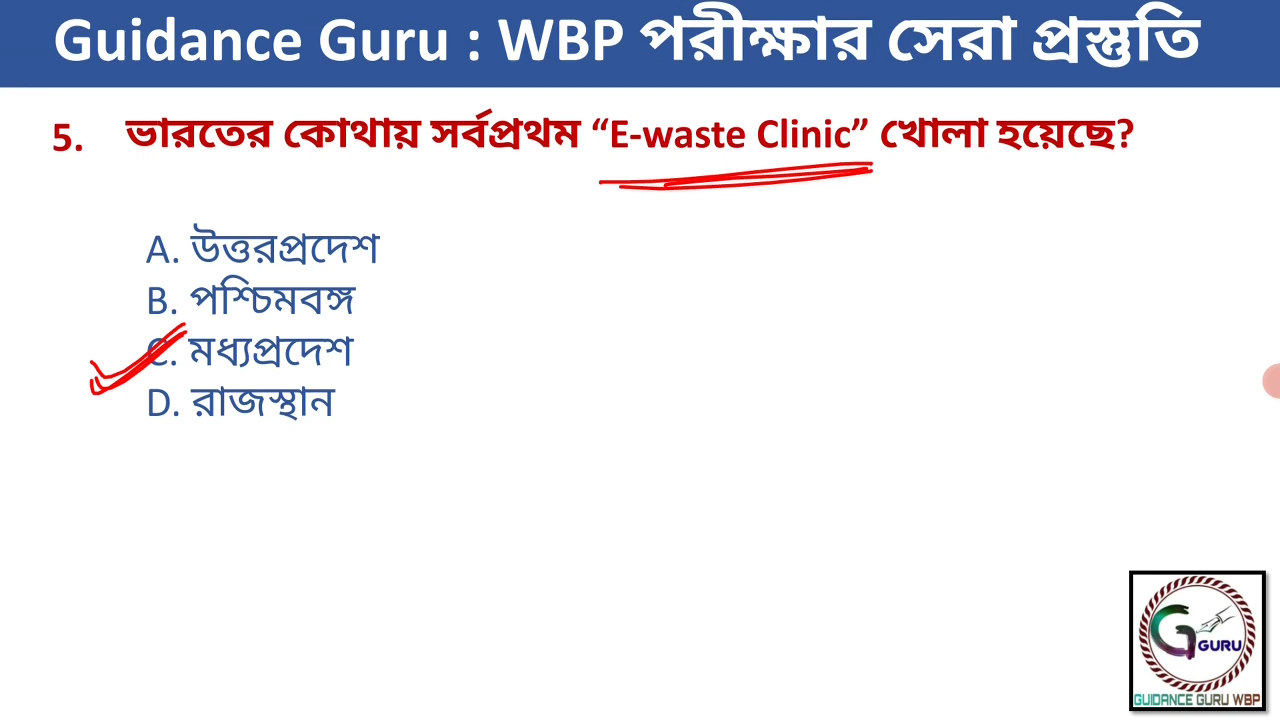 Guidance Guru : WBP পরীক্ষার সেরা প্রস্তুতি
5. ভারতের কোথায় সর্বপ্রথম “E-waste Clinic” খোলা হয়েছে?
A. উত্তরপ্রদেশ
B. পশ্চিমবঙ্গ
C. মধ্যপ্রদেশ
D. রাজস্থান
G GURU
GUIDANCE GURU WBP